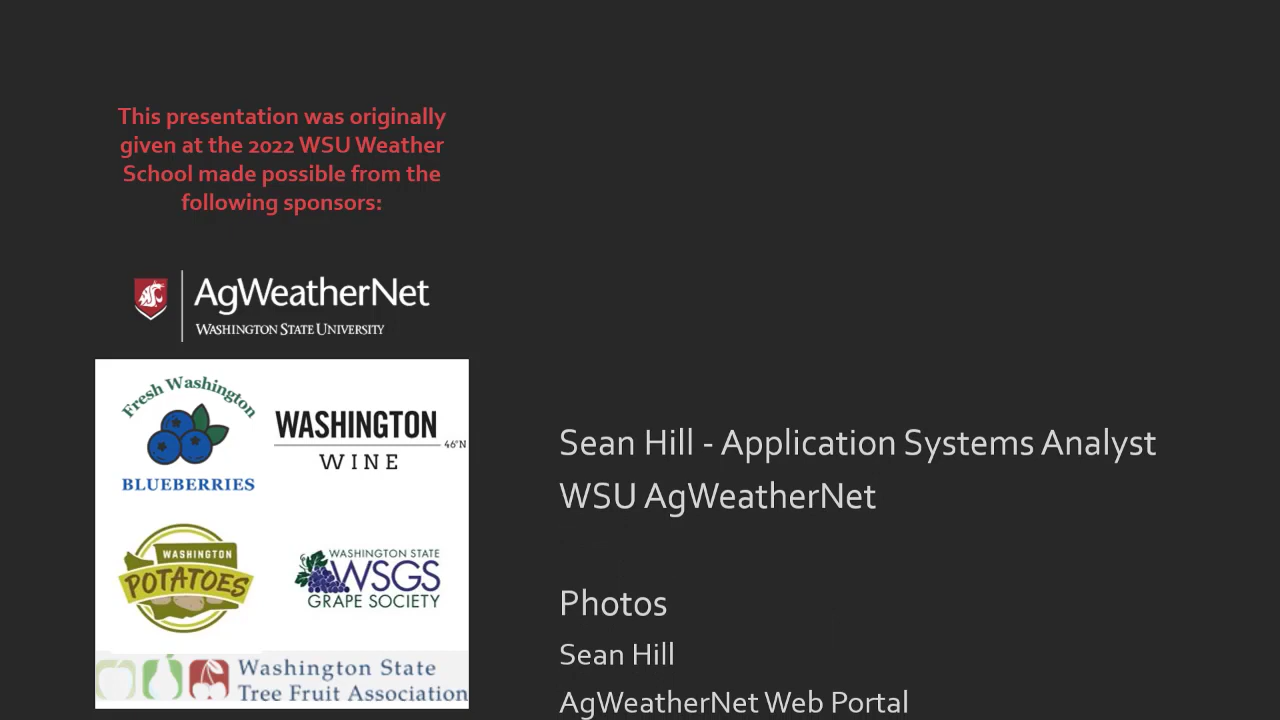 This presentation was originally
given at the 2022 WSU Weather
School made possible from the
following sponsors:
AgWeatherNet
WASHINGTON STATE UNIVERSITY
Fresh Washington
BLUEBERRIES
WASHINGTON
46°N
WINE
WASHINGTON
POTATOES
WASHINGTON STATE
WSGS
GRAPE SOCIETY
Washington State
Tree Fruit Association
Sean Hill - Application Systems Analyst
WSU AgWeatherNet
Photos
Sean Hill
AgWeatherNet Web Portal